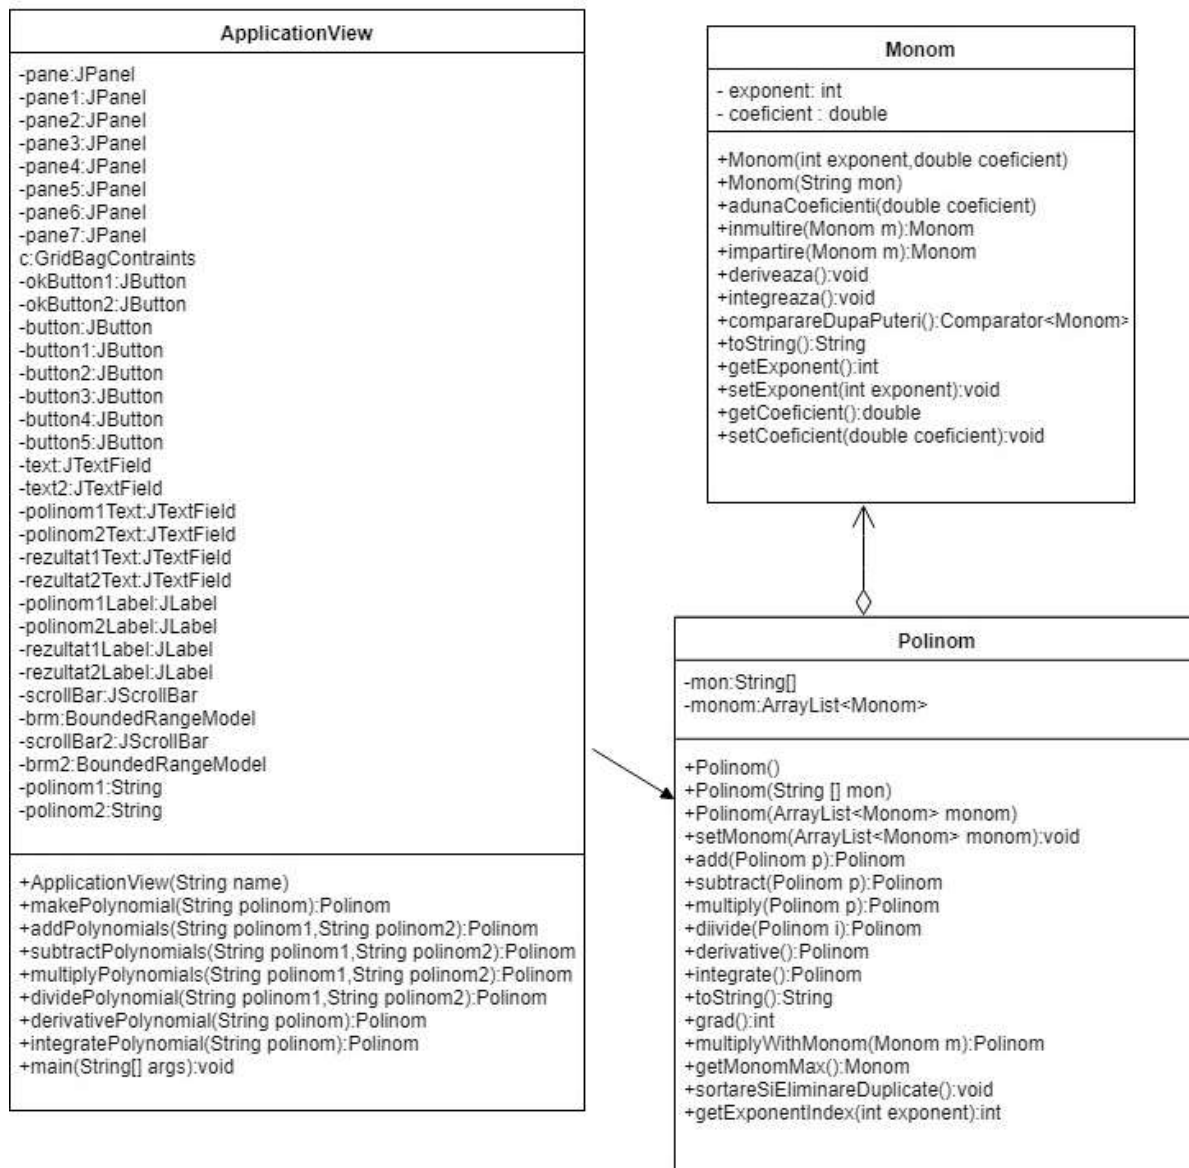 ApplicationView
-pane:JPanel
-pane1:JPanel
-pane2:JPanel
-pane3:JPanel
-pane4:JPanel
-pane5:JPanel
-pane6:JPanel
-pane7:JPanel
c:GridBagContraints
-okButton1:JButton
-okButton2:JButton
-button:JButton
-button1:JButton
-button2:JButton
-button3:JButton
-button4:JButton
-button5:JButton
-text:JTextField
-text2:JTextField
-polinom1Text:JTextField
-polinom2Text:JTextField
-rezultat1Text:JTextField
-rezultat2Text:JTextField
-polinom1Label:JLabel
-polinom2Label:JLabel
-rezultat1Label:JLabel
-rezultat2Label:JLabel
-scrollBar:JScrollBar
-brm:BoundedRangeModel
-scrollBar2:JScrollBar
-brm2:BoundedRangeModel
-polinom1:String
-polinom2:String
+ApplicationView(String name)
+makePolynomial(String polinom):Polinom
+addPolynomials(String polinom1,String polinom2):Polinom
+subtractPolynomials(String polinom1,String polinom2):Polinom
+multiplyPolynomials(String polinom1,String polinom2):Polinom
+dividePolynomial(String polinom1,String polinom2):Polinom
+derivativePolynomial(String polinom):Polinom
+integratePolynomial(String polinom):Polinom
+main(String[] args):void
Monom
- exponent: int
- coeficient : double
+Monom(int exponent,double coeficient)
+Monom(String mon)
+adunaCoeficienti(double coeficient)
+inmultire(Monom m):Monom
+impartire(Monom m):Monom
+deriveaza():void
+integreaza():void
+comparareDupaPuteri():Comparator<Monom>
+toString():String
+getExponent():int
+setExponent(int exponent):void
+getCoeficient():double
+setCoeficient(double coeficient):void
Polinom
-mon:String[]
-monom:ArrayList<Monom>
+Polinom()
+Polinom(String [] mon)
+Polinom(ArrayList<Monom> monom)
+setMonom(ArrayList<Monom> monom):void
+add(Polinom p):Polinom
+subtract(Polinom p):Polinom
+multiply(Polinom p):Polinom
+diivide(Polinom i):Polinom
+derivative():Polinom
+integrate():Polinom
+toString():String
+grad():int
+multiplyWithMonom(Monom m):Polinom
+getMonomMax():Monom
+sortareSiEliminareDuplicate():void
+getExponentIndex(int exponent):int